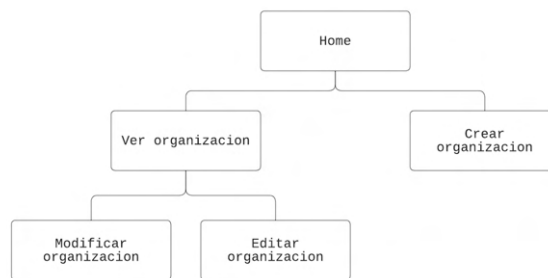 Home
Ver organizacion
Crear
organizacion
Modificar
organizacion
Editar
organizacion